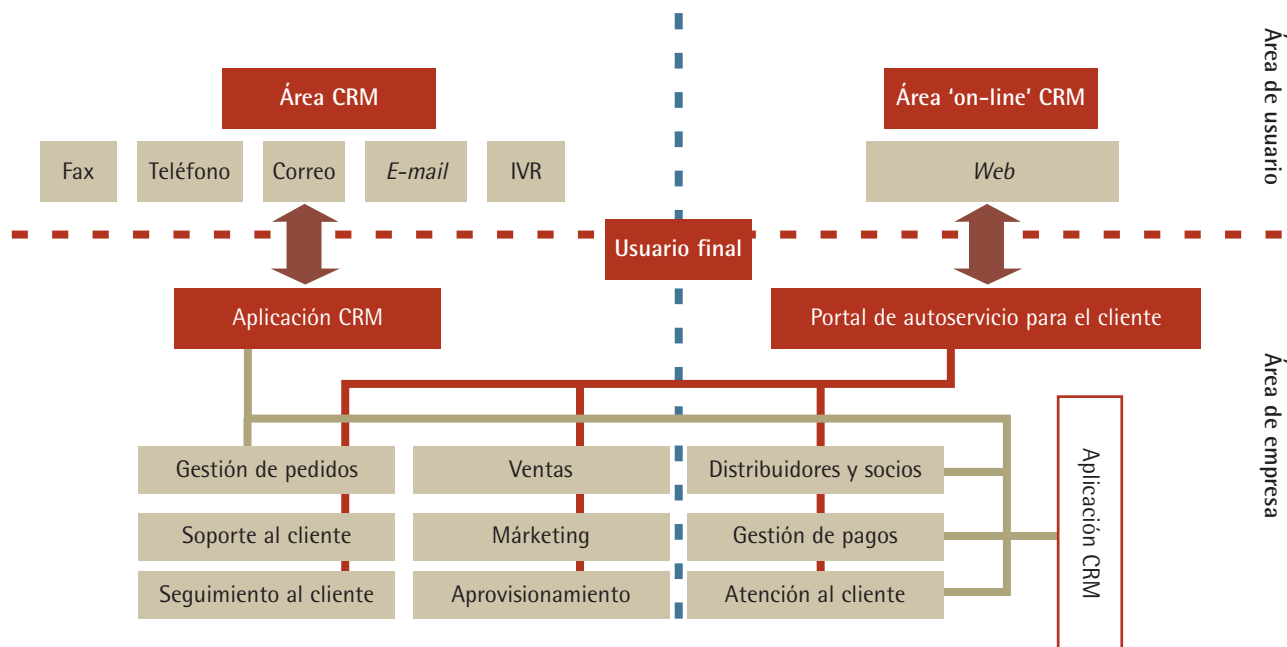 Área CRM
Área ‘on-line’ CRM
Área de usuario
Fax
Teléfono
Correo
E-mail
IVR
Web
Usuario final
Aplicación CRM
Portal de autoservicio para el cliente
Área de empresa
Gestión de pedidos
Ventas
Distribuidores y socios
Soporte al cliente
Márketing
Gestión de pagos
Seguimiento al cliente
Aprovisionamiento
Atención al cliente
Aplicación CRM